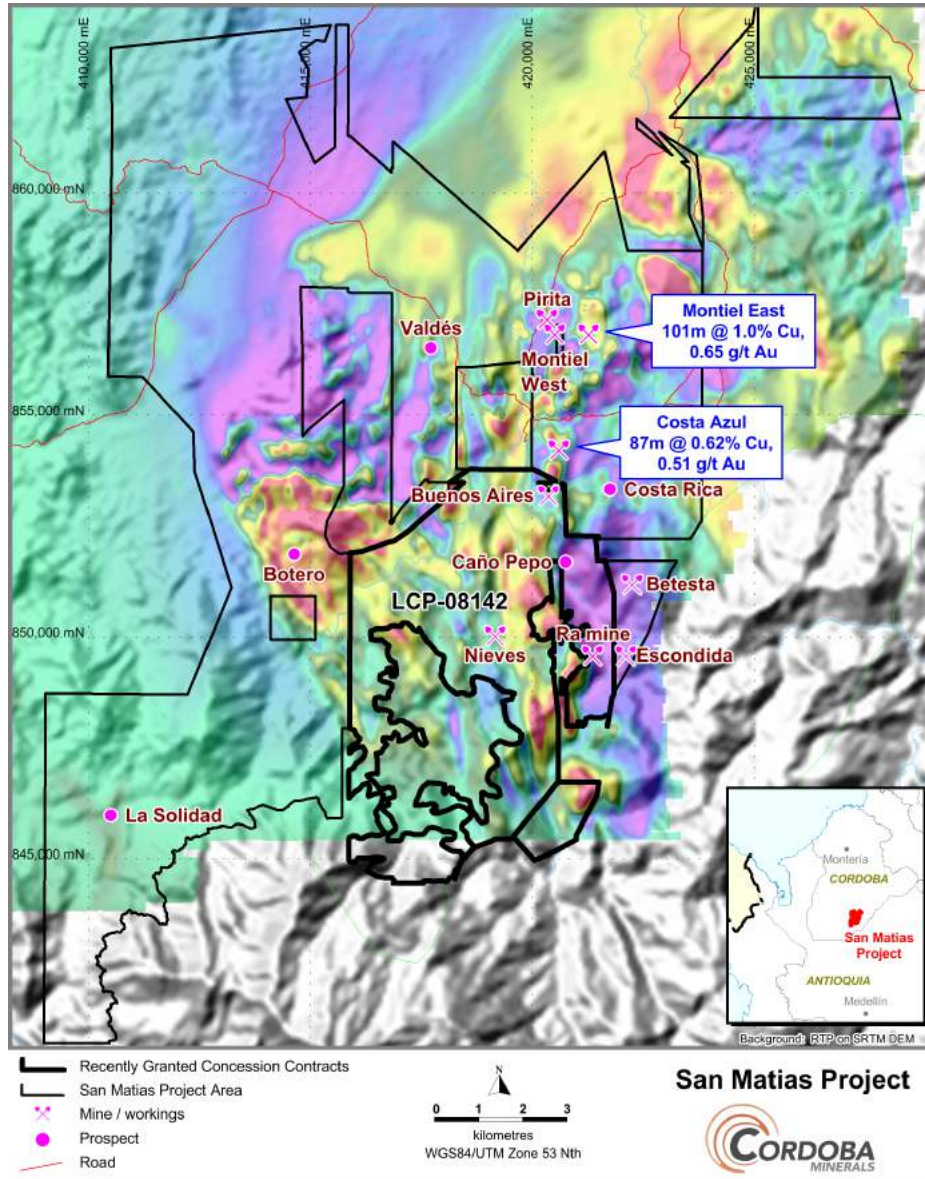 410,000 mE
415,000 mE
420,000 mE
425,000 mE
860,000 mN
855,000 mN
850,000 mN
845,000 mN
Pirita
Valdés
Montiel
West
Montiel East
101m @ 1.0% Cu,
0.65 g/t Au
Costa Azul
87m @ 0.62% Cu,
0.51 g/t Au
Buenos Aires
Costa Rica
Botero
Caño Pepo
Betesta
LCP-08142
Nieves
Ra mine
Escondida
La Solidad
Montería
CORDOBA
San Matias
Project
ANTIOQUIA
Medellín
Background: RTP on SRTM DEM
Recently Granted Concession Contracts
San Matias Project Area
Mine / workings
Prospect
Road
N
0 1 2 3
kilometres
WGS84/UTM Zone 53 Nth
San Matias Project
CORDOBA
MINERALS